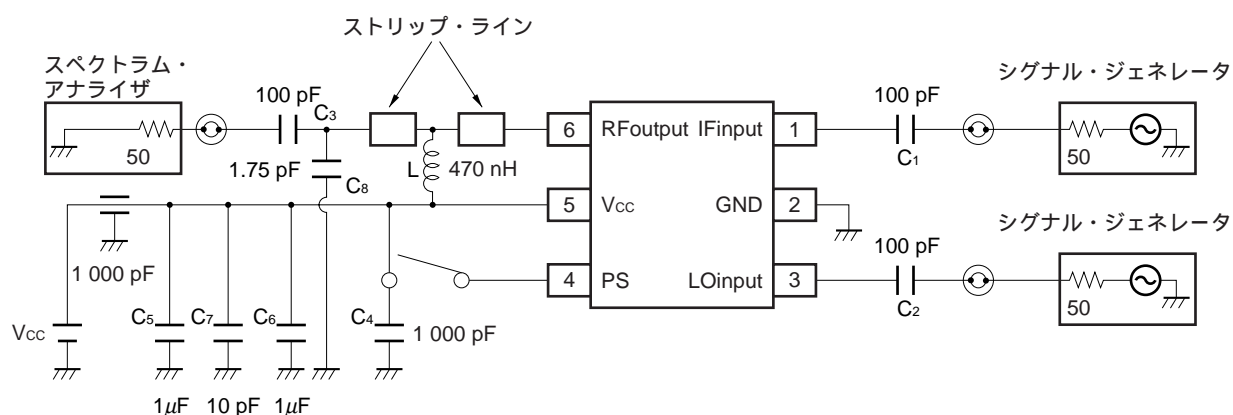 ストリップ・ライン
スペクトラム・
アナライザ
シグナル・ジェネレータ
100 pF
C3
100 pF
C1
50
50
6
RFoutput
IFinput
1
1.75 pF
C8
L
470 nH
5
VCC
GND
2
シグナル・ジェネレータ
100 pF
C2
50
1 000 pF
4
PS
LOinput
3
VCC
C5
C7
C6
C4
1 000 pF
1μF
10 pF
1μF